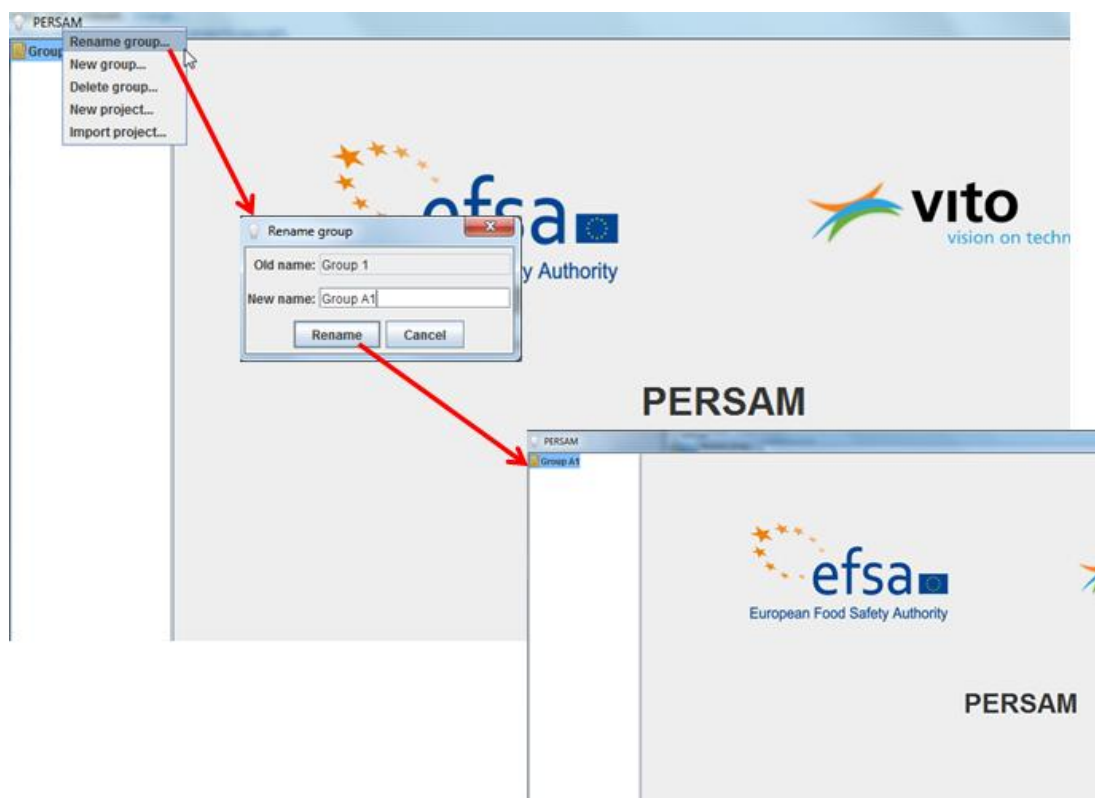 PERSAM
Group
Rename group...
New group...
Delete group...
New project...
Import project...
efsa
y Authority
vito
vision on techn
Rename group
Old name: Group 1
New name: Group A1
Rename Cancel
PERSAM
PERSAM
Group A1
efsa
European Food Safety Authority
PERSAM